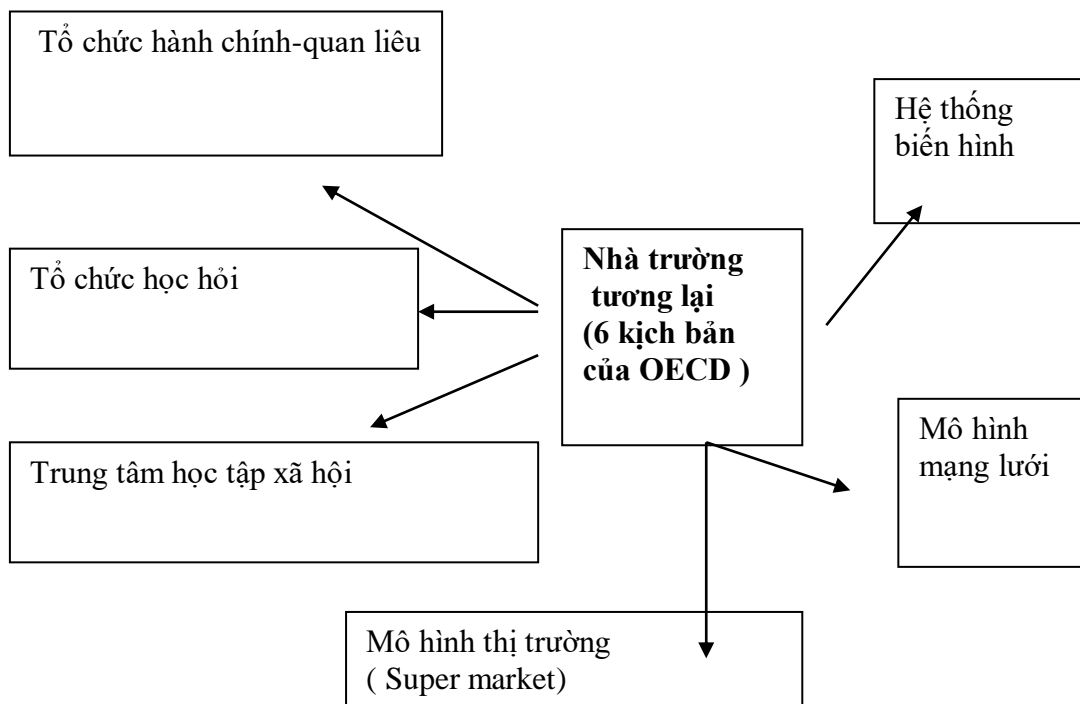 Tổ chức hành chính-quan liêu
Hệ thống
biến hình
Tổ chức học hỏi
Nhà trường
tương lại
(6 kịch bản
của OECD )
Trung tâm học tập xã hội
Mô hình
mạng lưới
Mô hình thị trường
( Super market)